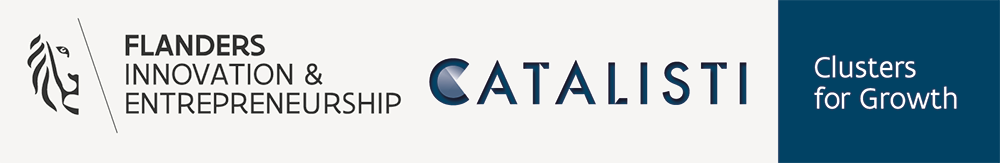 FLANDERS
INNOVATION &
ENTREPRENEURSHIP
CATALISTI
Clusters
for Growth